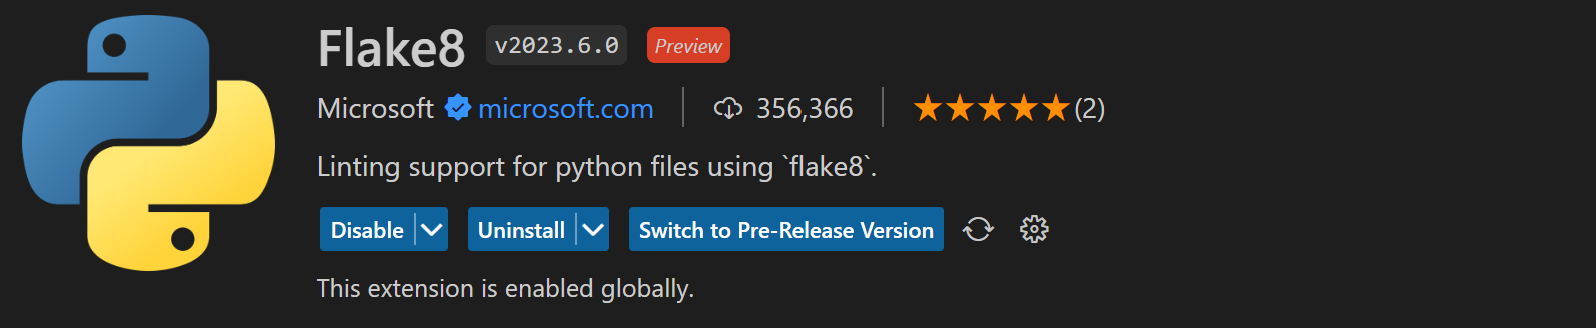 Flake8 v2023.6.0 Preview
Microsoft microsoft.com 356,366 (2)
Linting support for python files using `flake8`.
Disable Uninstall Switch to Pre-Release Version
This extension is enabled globally.